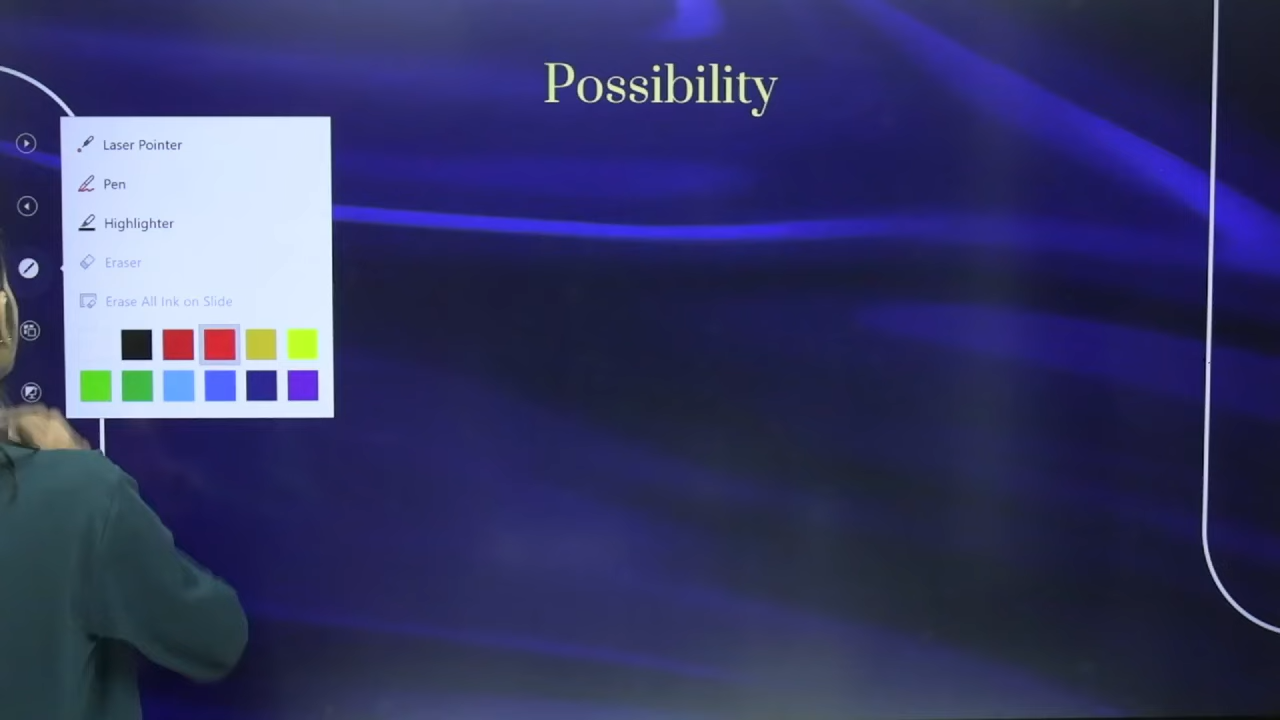 Possibility
Laser Pointer
Pen
Highlighter
Eraser
Erase All Ink on Slide